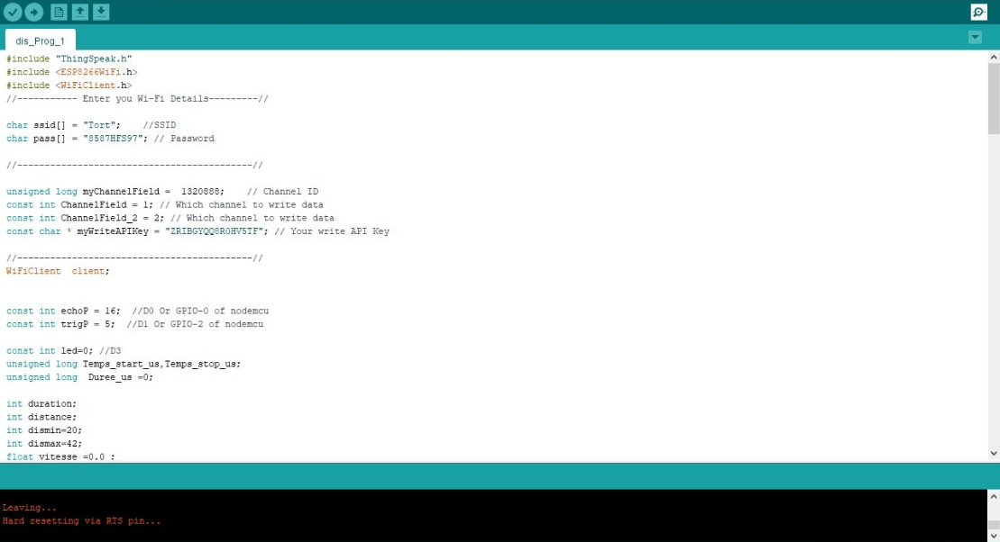 dis_Prog_1
#include "ThingSpeak.h"
#include <ESP8266WiFi.h>
#include <WiFiClient.h>
//----------- Enter you Wi-Fi Details---------//
char ssid[] = "Tort";    //SSID
char pass[] = "8587HFS97"; // Password
//-------------------------------------------//
unsigned long myChannelField =  1320888;    // Channel ID
const int ChannelField = 1; // Which channel to write data
const int ChannelField_2 = 2; // Which channel to write data
const char * myWriteAPIKey = "ZRIBGYQQ8R0HV5TF"; // Your write API Key
//-------------------------------------------//
WiFiClient  client;
const int echoP = 16;  //D0 Or GPIO-0 of nodemcu
const int trigP = 5;  //D1 Or GPIO-2 of nodemcu
const int led=0; //D3
unsigned long Temps_start_us,Temps_stop_us;
unsigned long  Duree_us =0;
int duration;
int distance;
int dismin=20;
int dismax=42;
float vitesse =0.0 ;
Leaving...
Hard resetting via RTS pin...